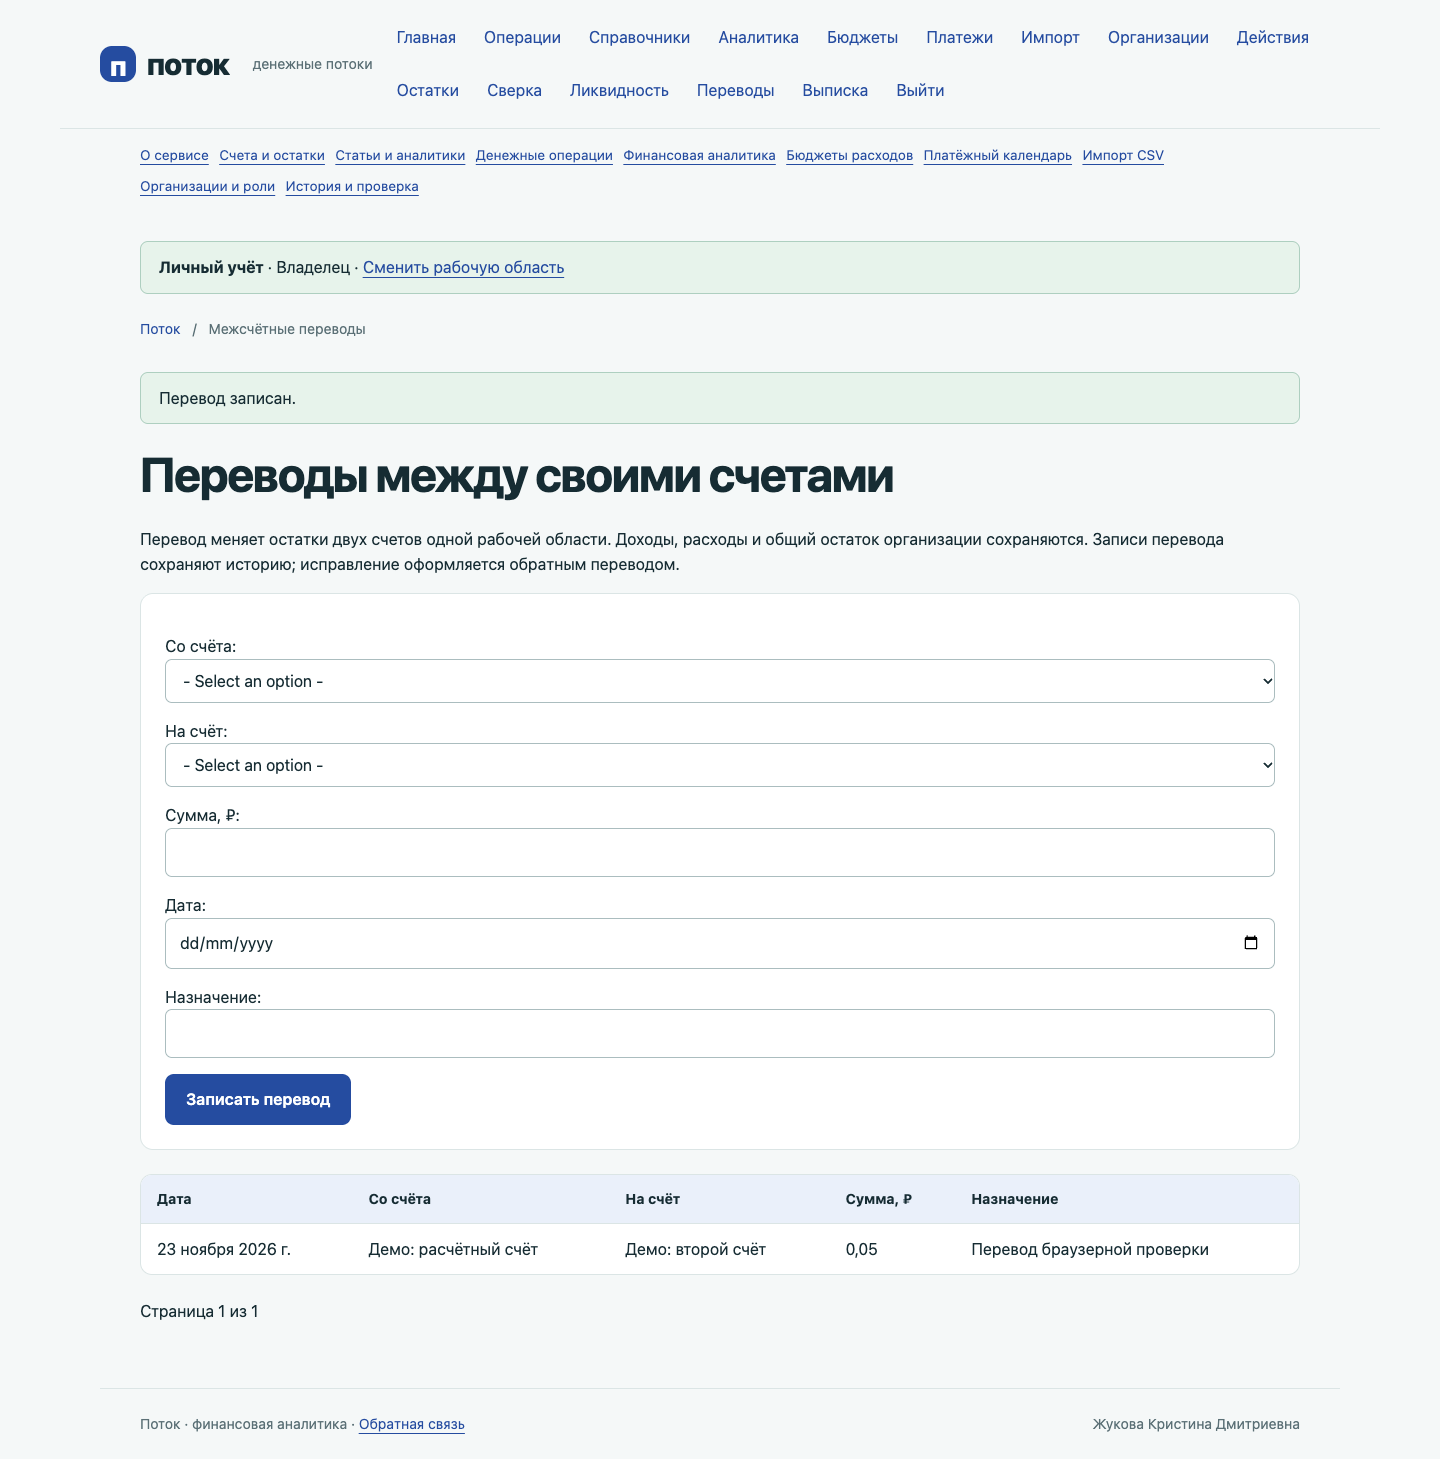 п поток денежные потоки
Главная Операции Справочники Аналитика Бюджеты Платежи Импорт Организации Действия
Остатки Сверка Ликвидность Переводы Выписка Выйти
О сервисе Счета и остатки Статьи и аналитики Денежные операции Финансовая аналитика Бюджеты расходов Платёжный календарь Импорт CSV
Организации и роли История и проверка
Личный учёт · Владелец · Сменить рабочую область
Поток / Межсчётные переводы
Перевод записан.
Переводы между своими счетами
Перевод меняет остатки двух счетов одной рабочей области. Доходы, расходы и общий остаток организации сохраняются. Записи перевода
сохраняют историю; исправление оформляется обратным переводом.
Со счёта:
- Select an option -
На счёт:
- Select an option -
Сумма, ₽:
Дата:
dd/mm/yyyy
Назначение:
Записать перевод
Дата Со счёта На счёт Сумма, ₽ Назначение
23 ноября 2026 г. Демо: расчётный счёт Демо: второй счёт 0,05 Перевод браузерной проверки
Страница 1 из 1
Поток · финансовая аналитика · Обратная связь Жукова Кристина Дмитриевна